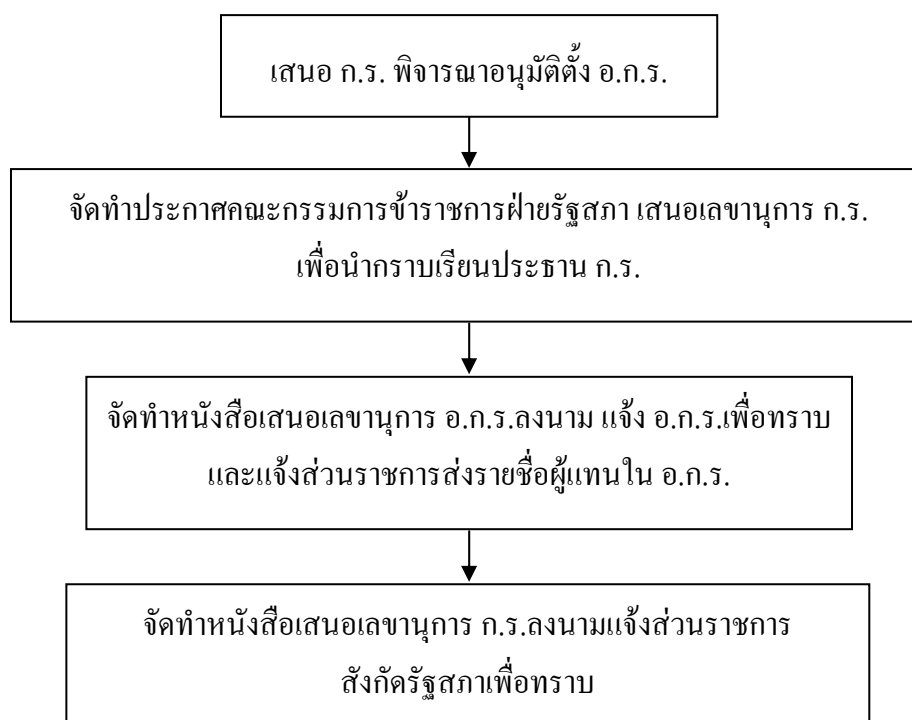 เสนอ ก.ร. พิจารณาอนุมัติตั้ง อ.ก.ร.
จัดทำประกาศคณะกรรมการข้าราชการฝ่ายรัฐสภา เสนอเลขานุการ ก.ร.
เพื่อนำกราบเรียนประธาน ก.ร.
จัดทำหนังสือเสนอเลขานุการ อ.ก.ร.ลงนาม แจ้ง อ.ก.ร.เพื่อทราบ
และแจ้งส่วนราชการส่งรายชื่อผู้แทนใน อ.ก.ร.
จัดทำหนังสือเสนอเลขานุการ ก.ร.ลงนามแจ้งส่วนราชการ
สังกัดรัฐสภาเพื่อทราบ